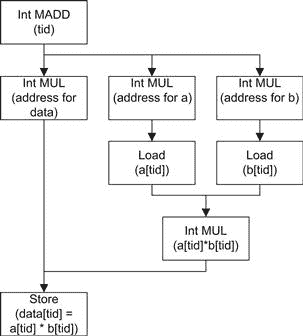 Int MADD
(tid)
Int MUL
(address for
data)
Int MUL
(address for a)
Int MUL
(address for b)
Load
(a[tid])
Load
(b[tid])
Int MUL
(a[tid]*b[tid])
Store
(data[tid] =
a[tid] * b[tid])